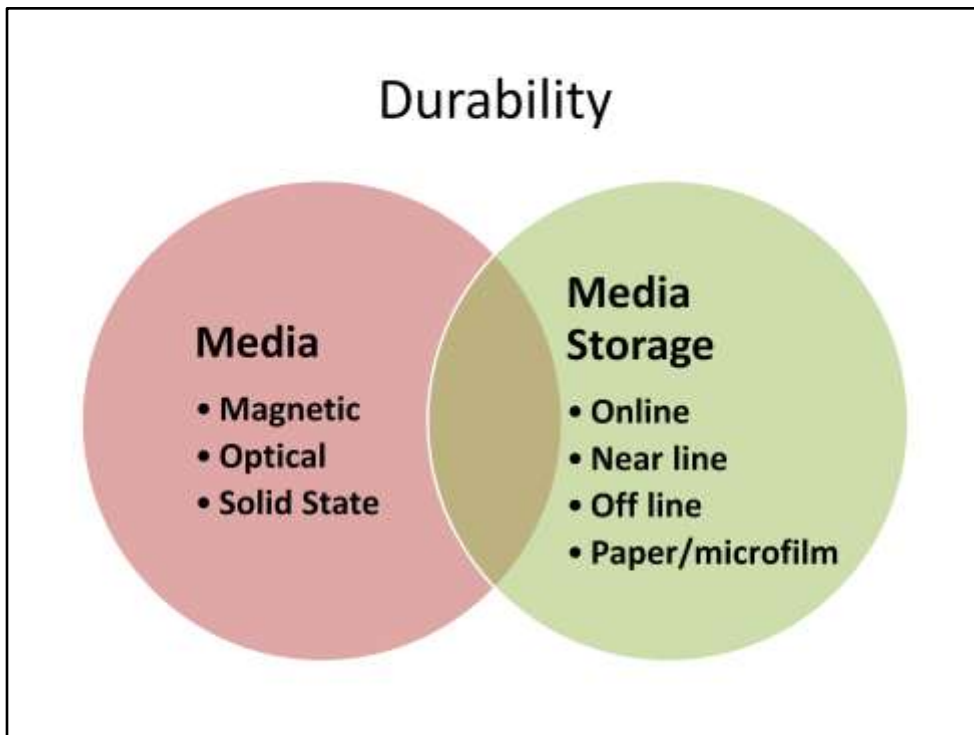 Durability
Media
• Magnetic
• Optical
• Solid State
Media
Storage
• Online
• Near line
• Off line
• Paper/microfilm